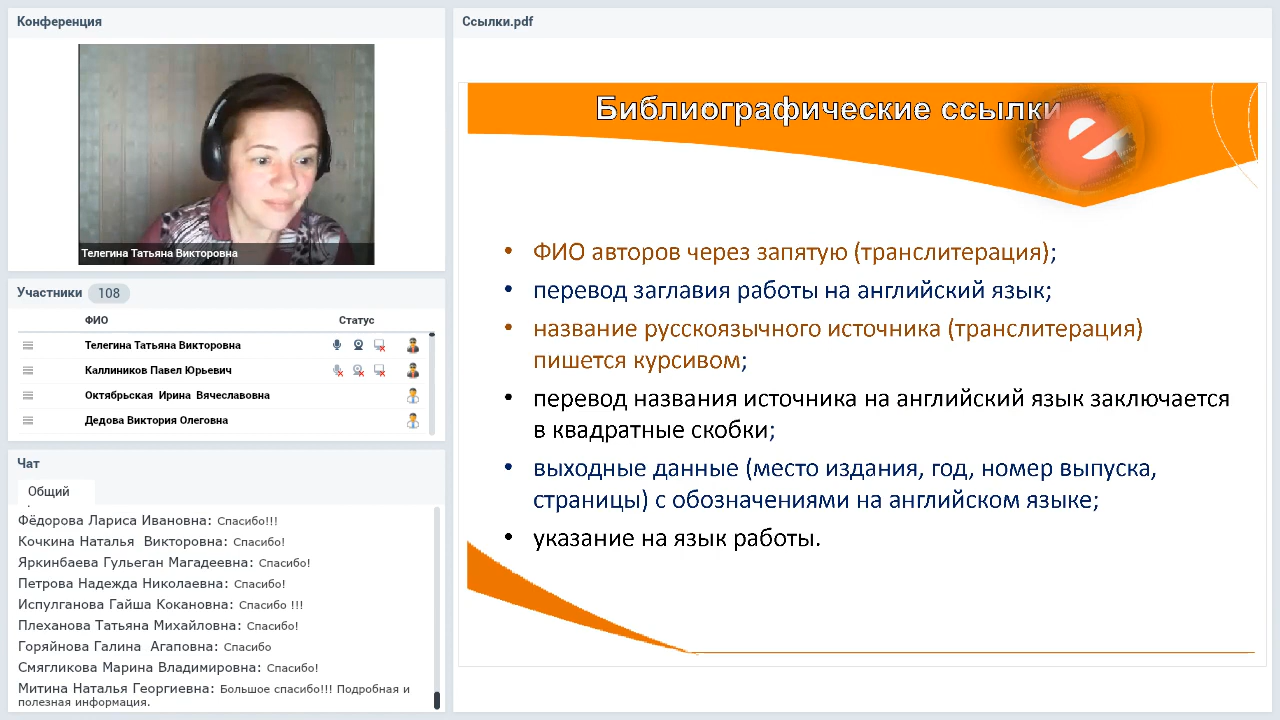 Конференция
Телегина Татьяна Викторовна
Участники 108
ФИО Статус
Телегина Татьяна Викторовна
Каллиников Павел Юрьевич
Октябрьская Ирина Вячеславовна
Дедова Виктория Олеговна
Чат
Общий
Фёдорова Лариса Ивановна: Спасибо!!!
Кочкина Наталья Викторовна: Спасибо!
Яркинбаева Гульеган Магадеевна: Спасибо!
Петрова Надежда Николаевна: Спасибо!
Испулганова Гайша Кокановна: Спасибо !!!
Плеханова Татьяна Михайловна: Спасибо!
Горяйнова Галина Агаповна: Спасибо
Смягликова Марина Владимировна: Спасибо!
Митина Наталья Георгиевна: Большое спасибо!!! Подробная и
полезная информация.
Ссылки.pdf
Библиографические ссылки
• ФИО авторов через запятую (транслитерация);
• перевод заглавия работы на английский язык;
• название русскоязычного источника (транслитерация)
пишется курсивом;
• перевод названия источника на английский язык заключается
в квадратные скобки;
• выходные данные (место издания, год, номер выпуска,
страницы) с обозначениями на английском языке;
• указание на язык работы.